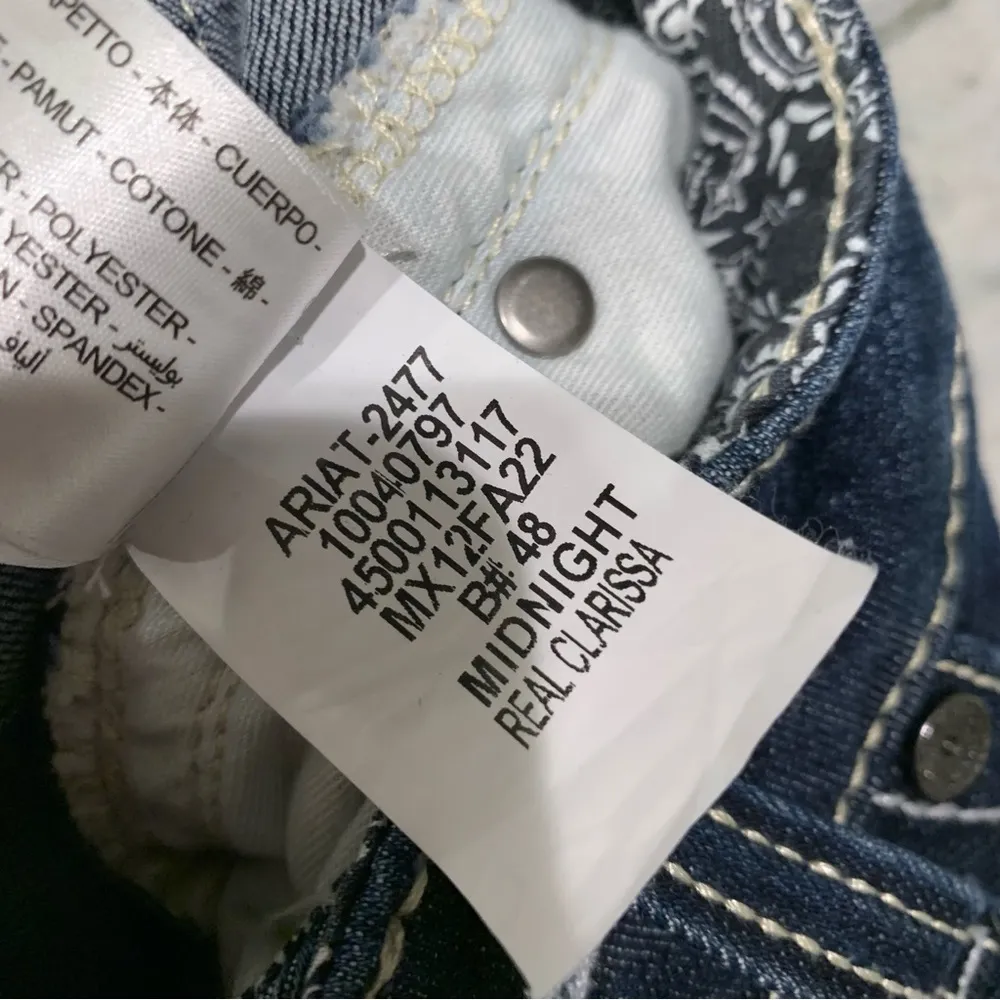 PETTO - 本体 - CUERPO -
- PAMUT - COTONE - 綿 -
- POLYESTER -
YESTER - بوليستر
N - SPANDEX -
ألياف
ARIAT-2477
10040797
4500113117
MX12FA22
B#: 48
MIDNIGHT
REAL CLARISSA